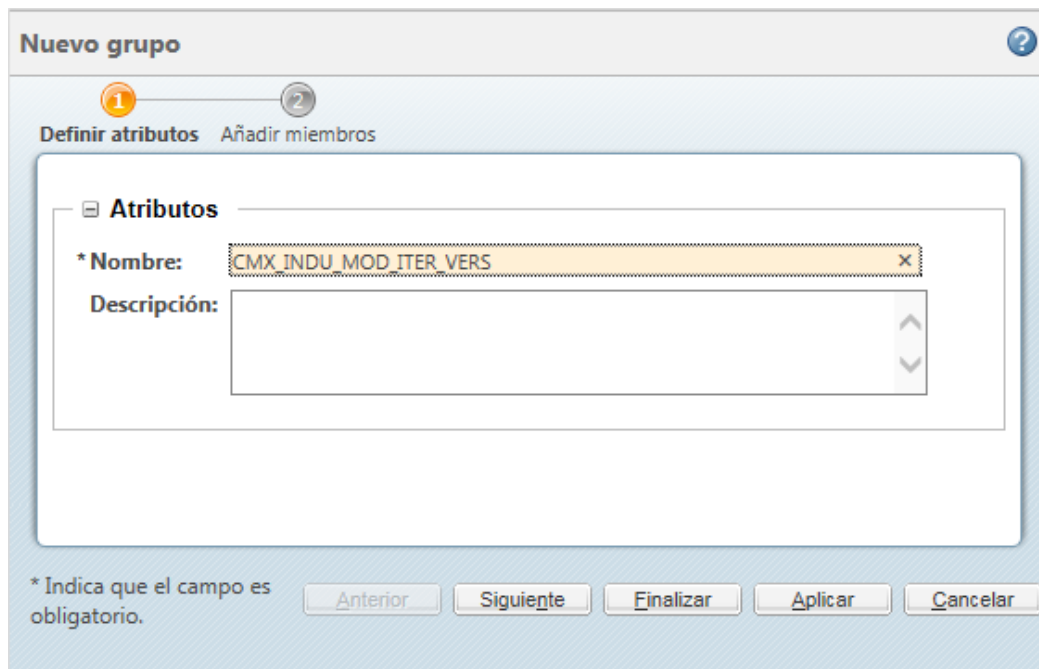 Nuevo grupo
?
1 2
Definir atributos Añadir miembros
Atributos
* Nombre: CMX_INDU_MOD_ITER_VERS ×
Descripción:
* Indica que el campo es
obligatorio.
Anterior Siguiente Finalizar Aplicar Cancelar